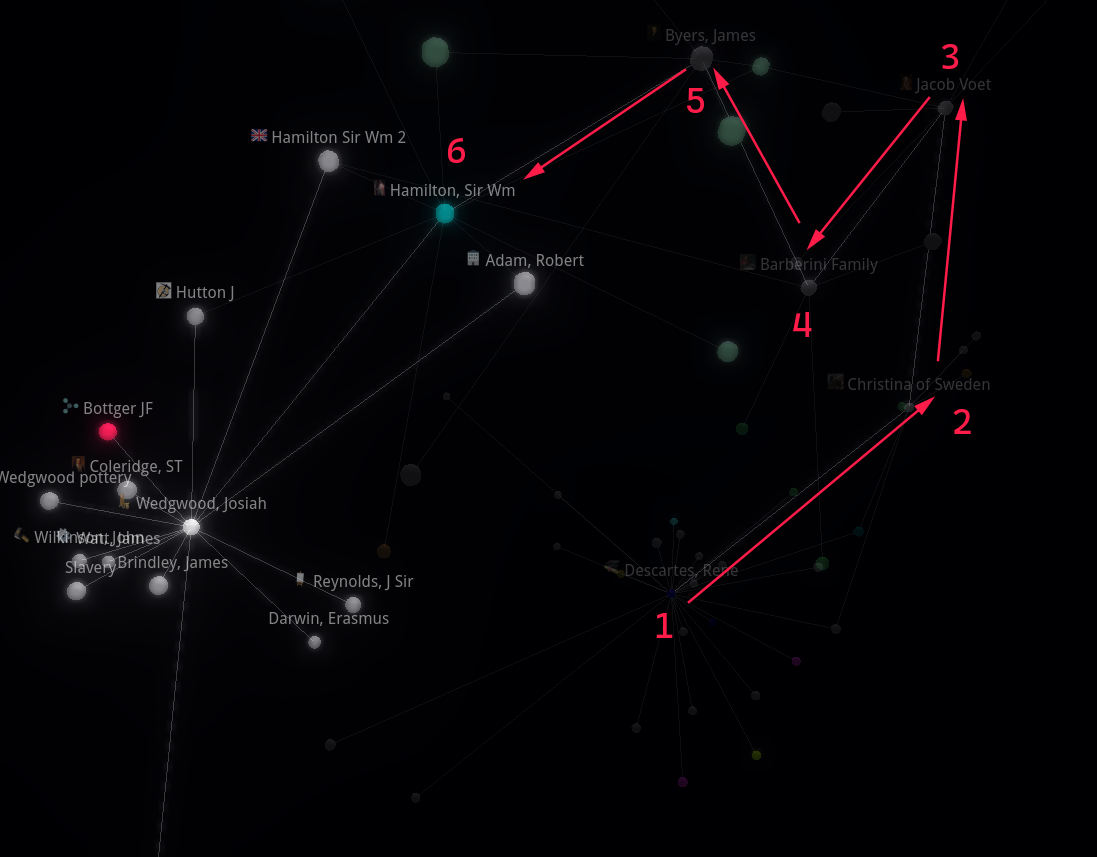 Byers, James
3
Jacob Voet
5
Hamilton Sir Wm 2
6
Hamilton, Sir Wm
Adam, Robert
Barberini Family
Hutton J
4
Christina of Sweden
2
Bottger JF
Coleridge, ST
Wedgwood pottery
Wedgwood, Josiah
Wilkinson, John
Watt, James
Slavery
Brindley, James
Descartes, Rene
Reynolds, J Sir
Darwin, Erasmus
1